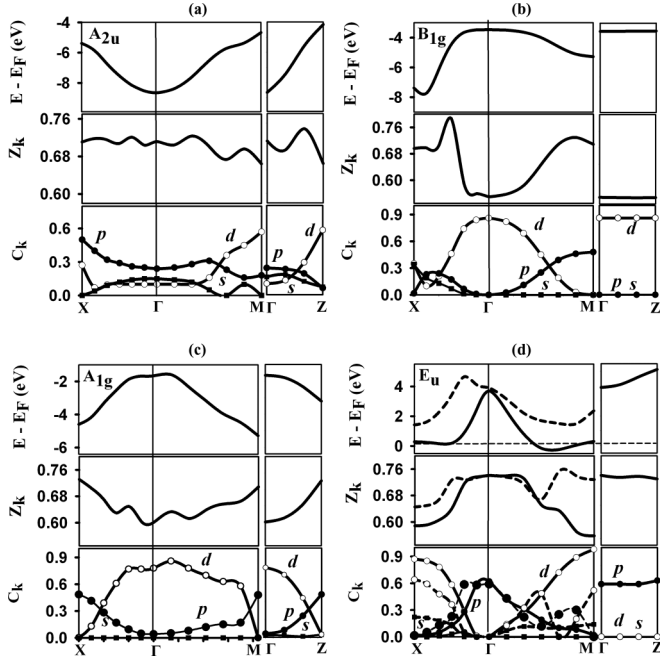 (a)
A2u
E - EF (eV)
-4
-6
-8
Zk
0.76
0.68
0.60
Ck
0.6
0.3
0.0
p
d
s
X
Γ
M
Γ
Z
(b)
B1g
E - EF (eV)
-4
-6
-8
Zk
0.76
0.68
0.60
Ck
0.9
0.6
0.3
0.0
d
p
s
d
p s
X
Γ
M
Γ
Z
(c)
A1g
E - EF (eV)
-2
-4
-6
Zk
0.76
0.68
0.60
Ck
0.9
0.6
0.3
0.0
s
d
p
d
p
s
X
Γ
M
Γ
Z
(d)
Eu
E - EF (eV)
4
2
0
Zk
0.76
0.68
0.60
Ck
0.9
0.6
0.3
0.0
s
p
d
p
d s
X
Γ
M
Γ
Z